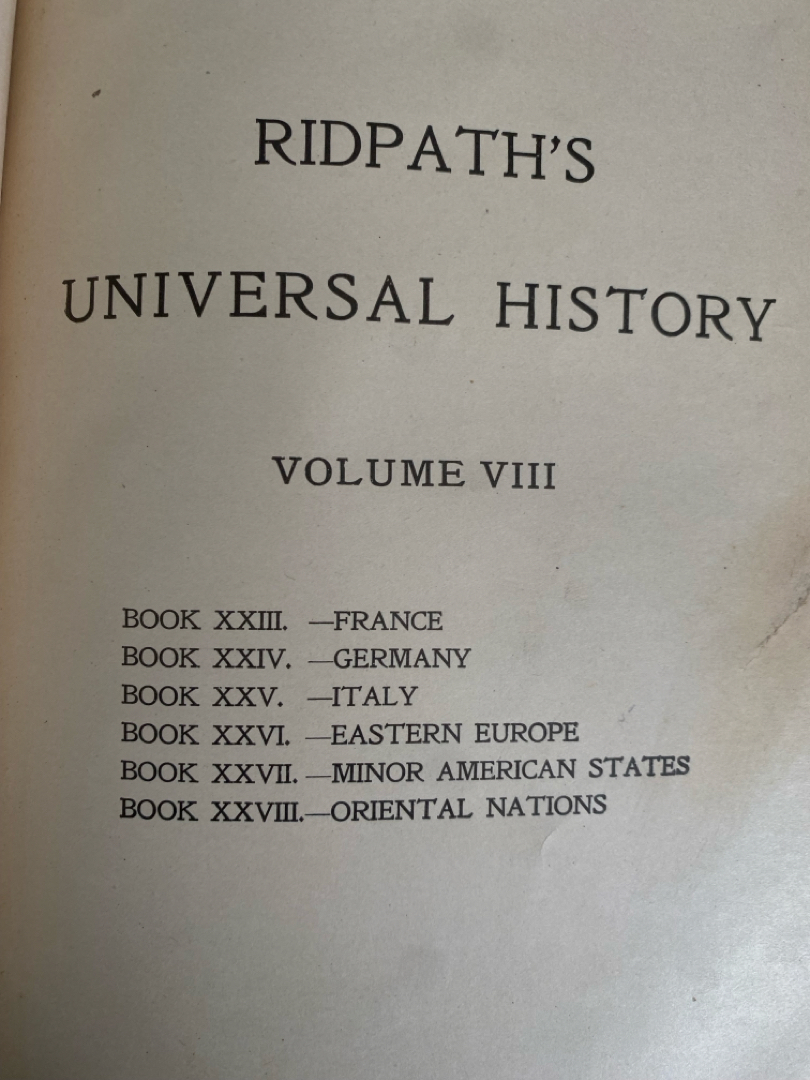 RIDPATH'S
UNIVERSAL HISTORY
VOLUME VIII
BOOK XXIII. —FRANCE
BOOK XXIV. —GERMANY
BOOK XXV. —ITALY
BOOK XXVI. —EASTERN EUROPE
BOOK XXVII. —MINOR AMERICAN STATES
BOOK XXVIII.—ORIENTAL NATIONS